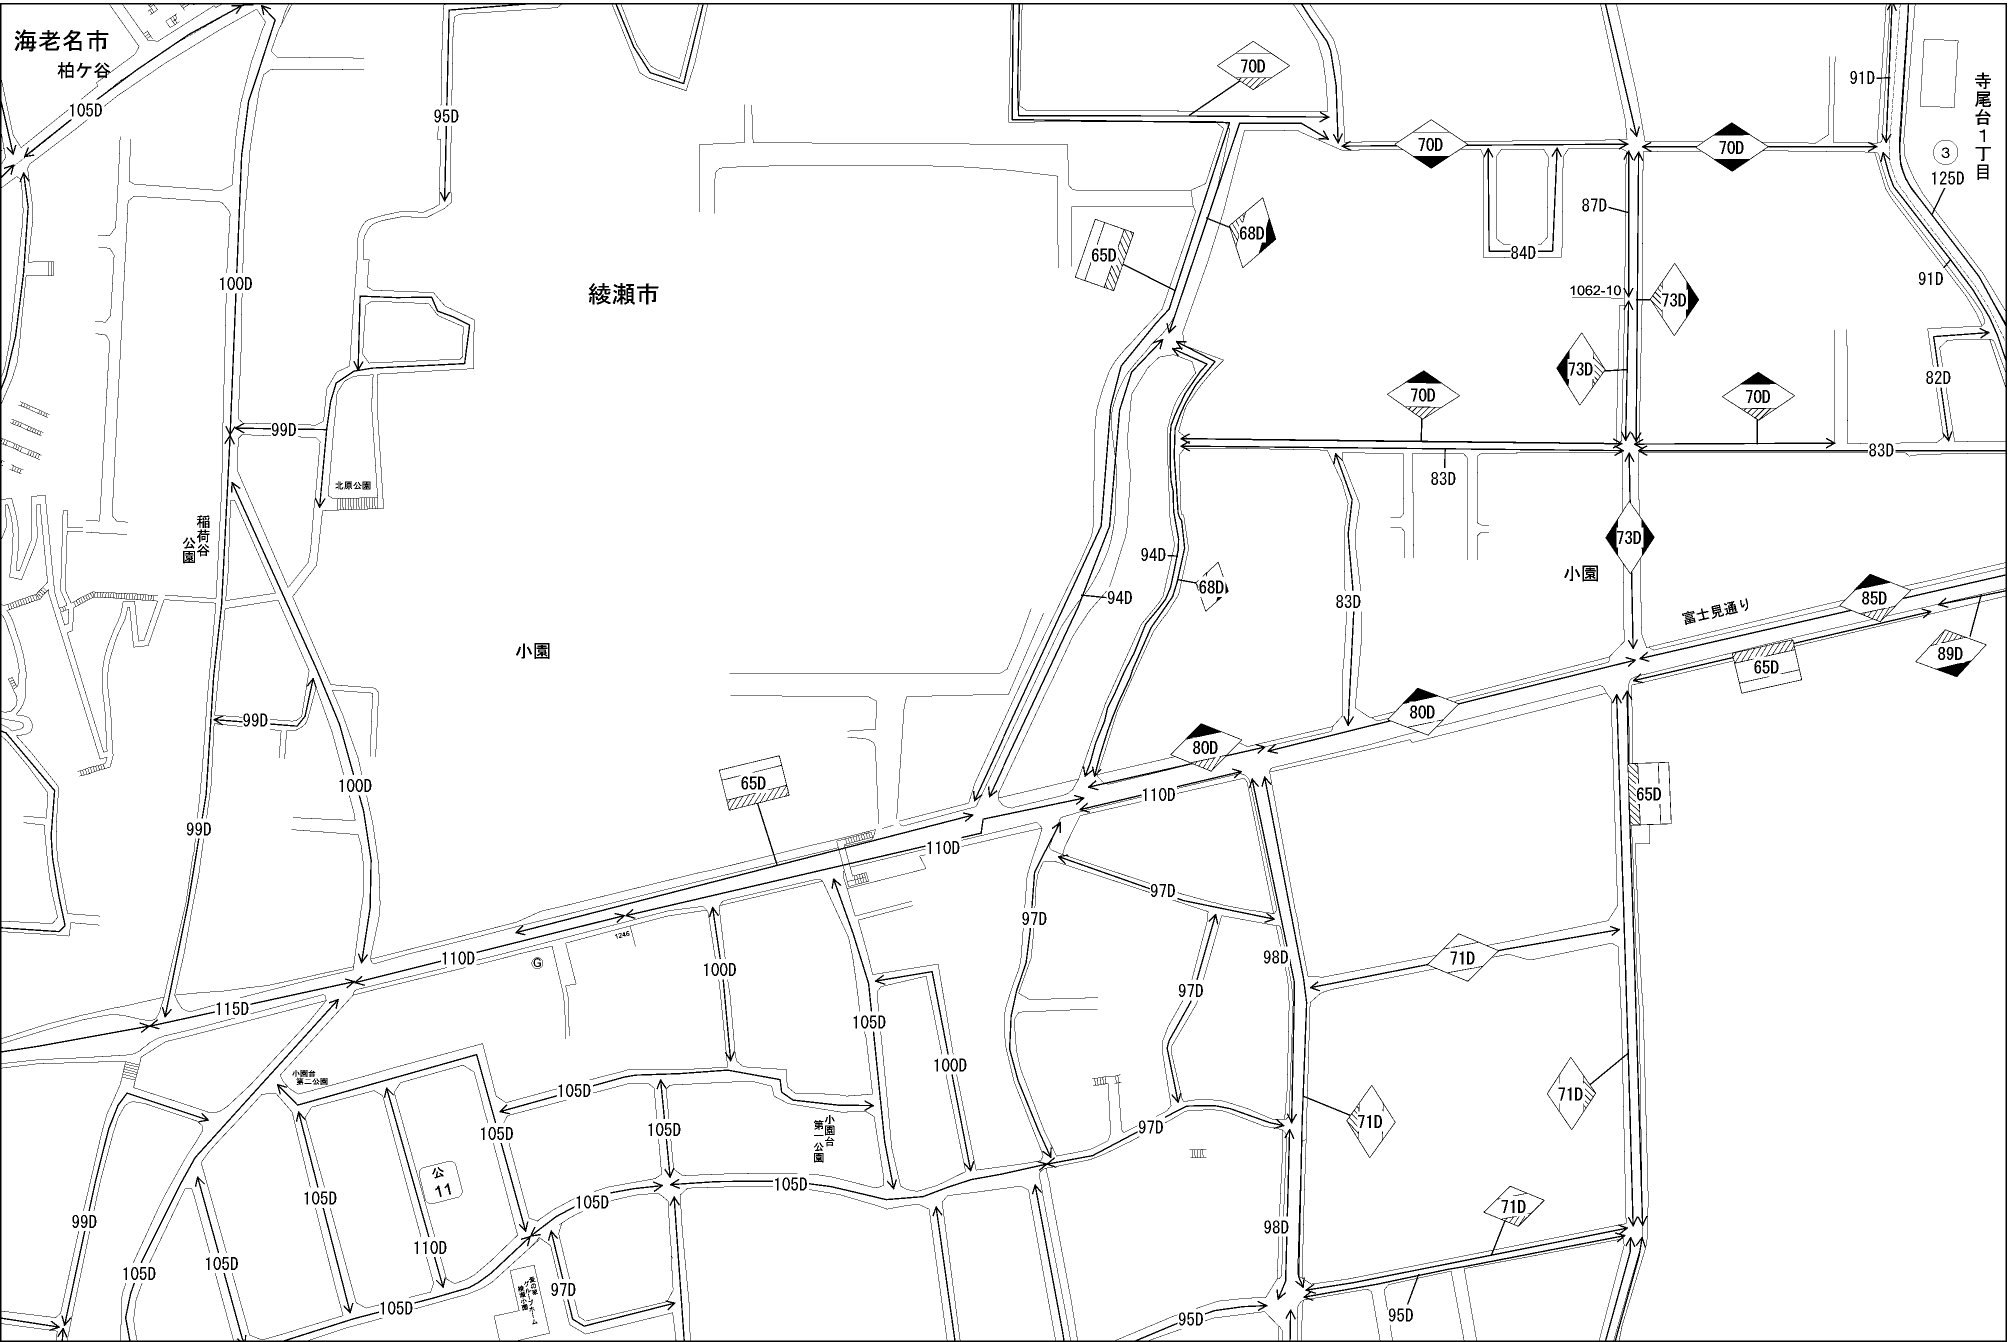 海老名市
柏ケ谷
105D
95D
70D
70D
70D
91D
寺尾台1丁目
3
125D
87D
68D
65D
84D
91D
100D
綾瀬市
1062-10
73D
73D
82D
70D
70D
99D
83D
83D
北原公園
稲荷谷
公園
73D
94D
小園
68D
94D
83D
富士見通り
85D
小園
89D
65D
99D
80D
80D
65D
100D
110D
65D
99D
110D
97D
97D
1246
98D
71D
110D
G
100D
97D
115D
105D
100D
小園台
第二公園
105D
71D
105D
105D
小園台
第一公園
97D
71D
公
11
105D
105D
105D
71D
99D
98D
105D
110D
105D
97D
105D
95D
95D